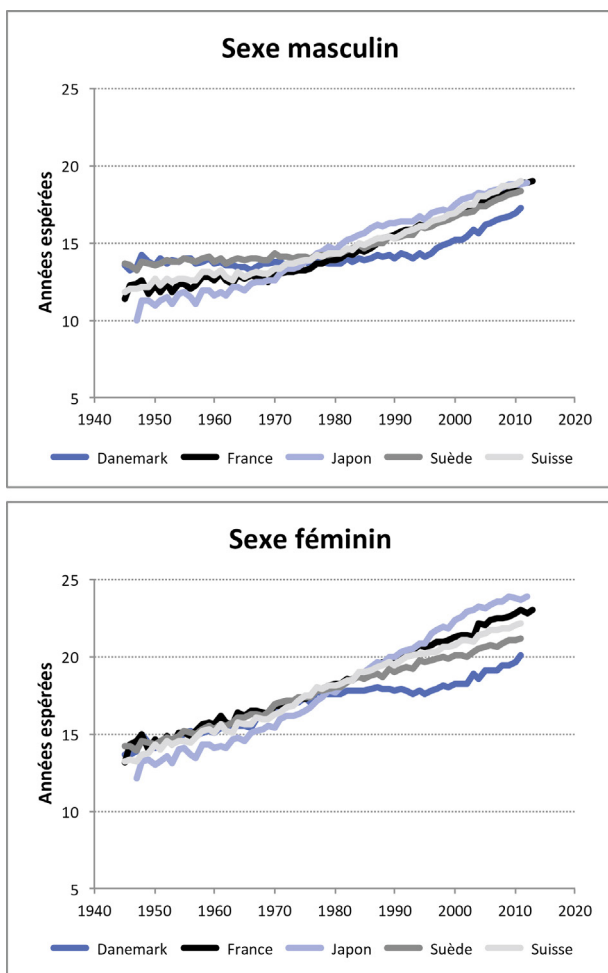 Sexe masculin
25
20
15
10
5
Années espérées
1940 1950 1960 1970 1980 1990 2000 2010 2020
Danemark France Japon Suède Suisse
Sexe féminin
25
20
15
10
5
Années espérées
1940 1950 1960 1970 1980 1990 2000 2010 2020
Danemark France Japon Suède Suisse